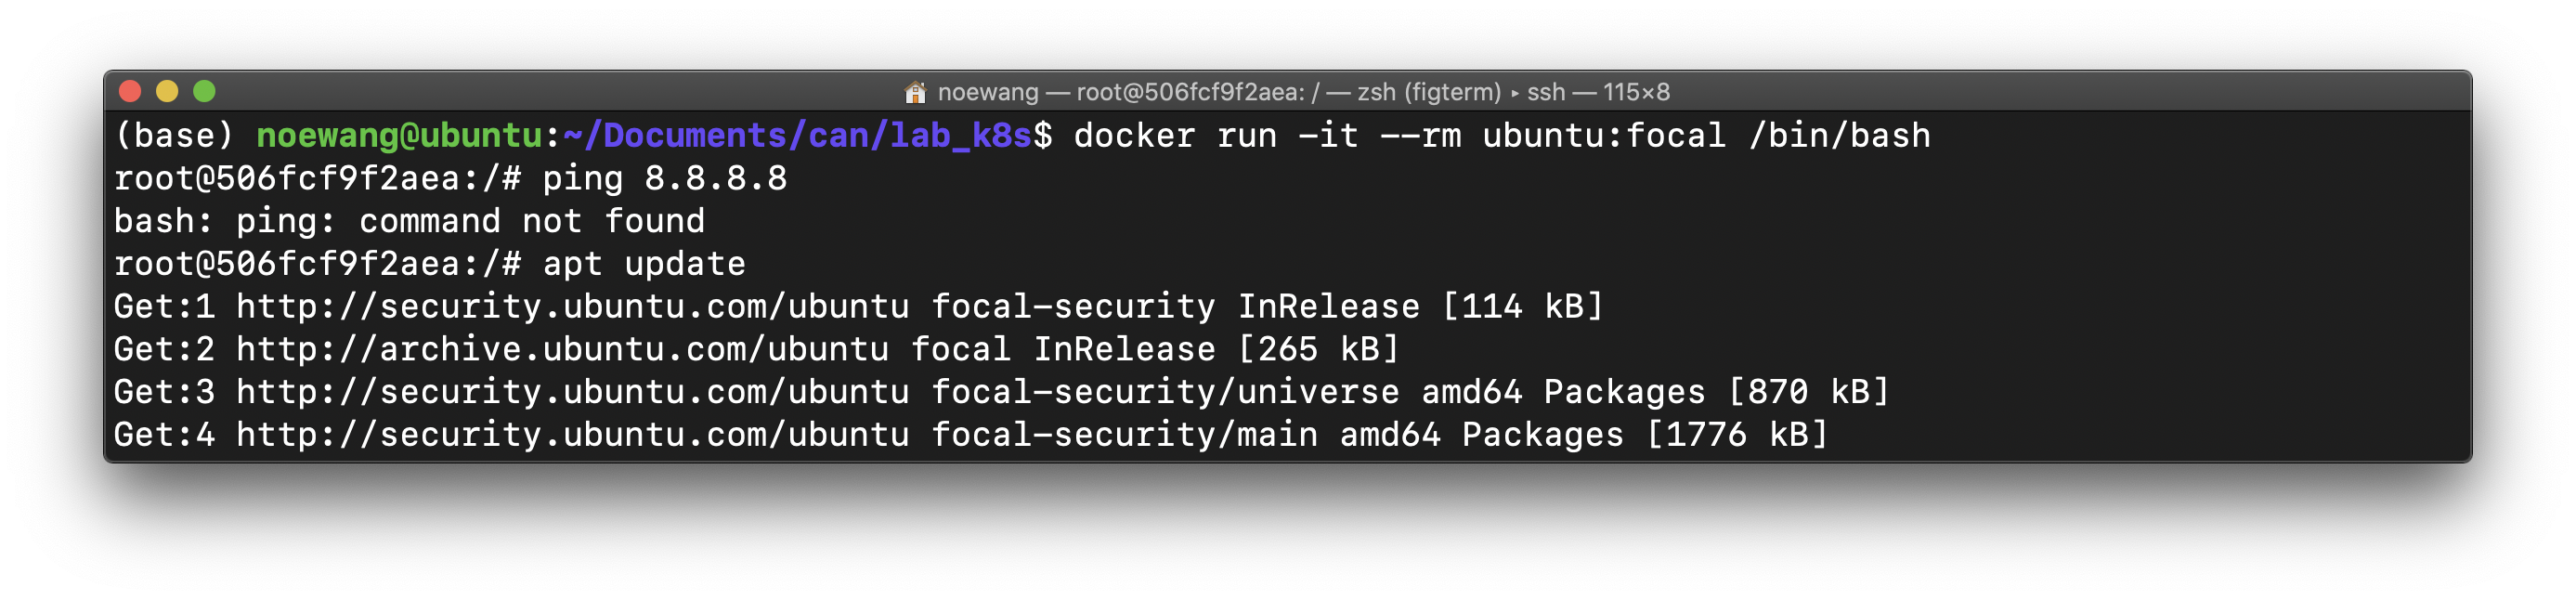 noewang — root@506fcf9f2aea: / — zsh (figterm) ▸ ssh — 115×8
(base) noewang@ubuntu:~/Documents/can/lab_k8s$ docker run -it --rm ubuntu:focal /bin/bash
root@506fcf9f2aea:/# ping 8.8.8.8
bash: ping: command not found
root@506fcf9f2aea:/# apt update
Get:1 http://security.ubuntu.com/ubuntu focal-security InRelease [114 kB]
Get:2 http://archive.ubuntu.com/ubuntu focal InRelease [265 kB]
Get:3 http://security.ubuntu.com/ubuntu focal-security/universe amd64 Packages [870 kB]
Get:4 http://security.ubuntu.com/ubuntu focal-security/main amd64 Packages [1776 kB]